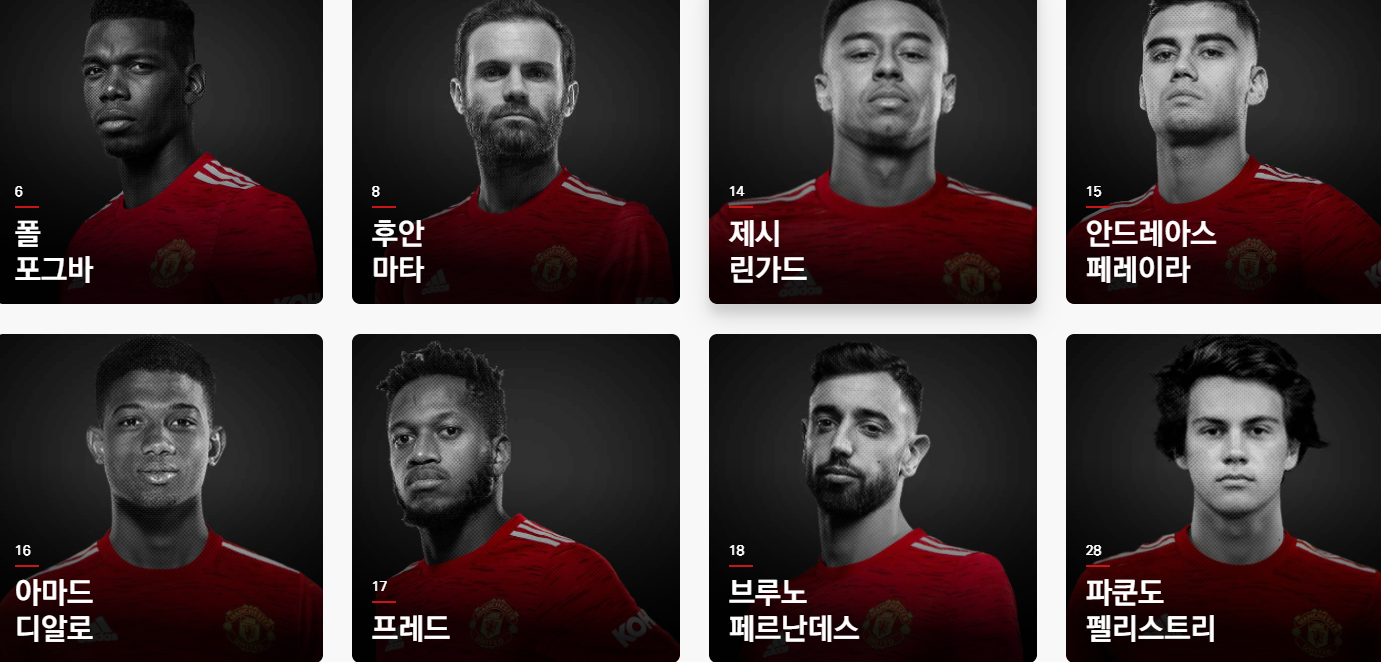 6
폴
포그바
8
후안
마타
14
제시
린가드
15
안드레아스
페레이라
16
아마드
디알로
17
프레드
18
브루노
페르난데스
28
파쿤도
펠리스트리